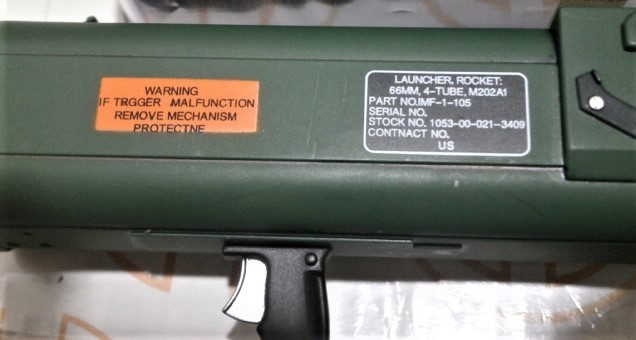 WARNING
IF TRGGER MALFUNCTION
REMOVE MECHANISM
PROTECTNE
LAUNCHER, ROCKET:
66MM, 4-TUBE, M202A1
PART NO.IMF-1-105
SERIAL NO.
STOCK NO. 1053-00-021-3409
CONTNACT NO.
US